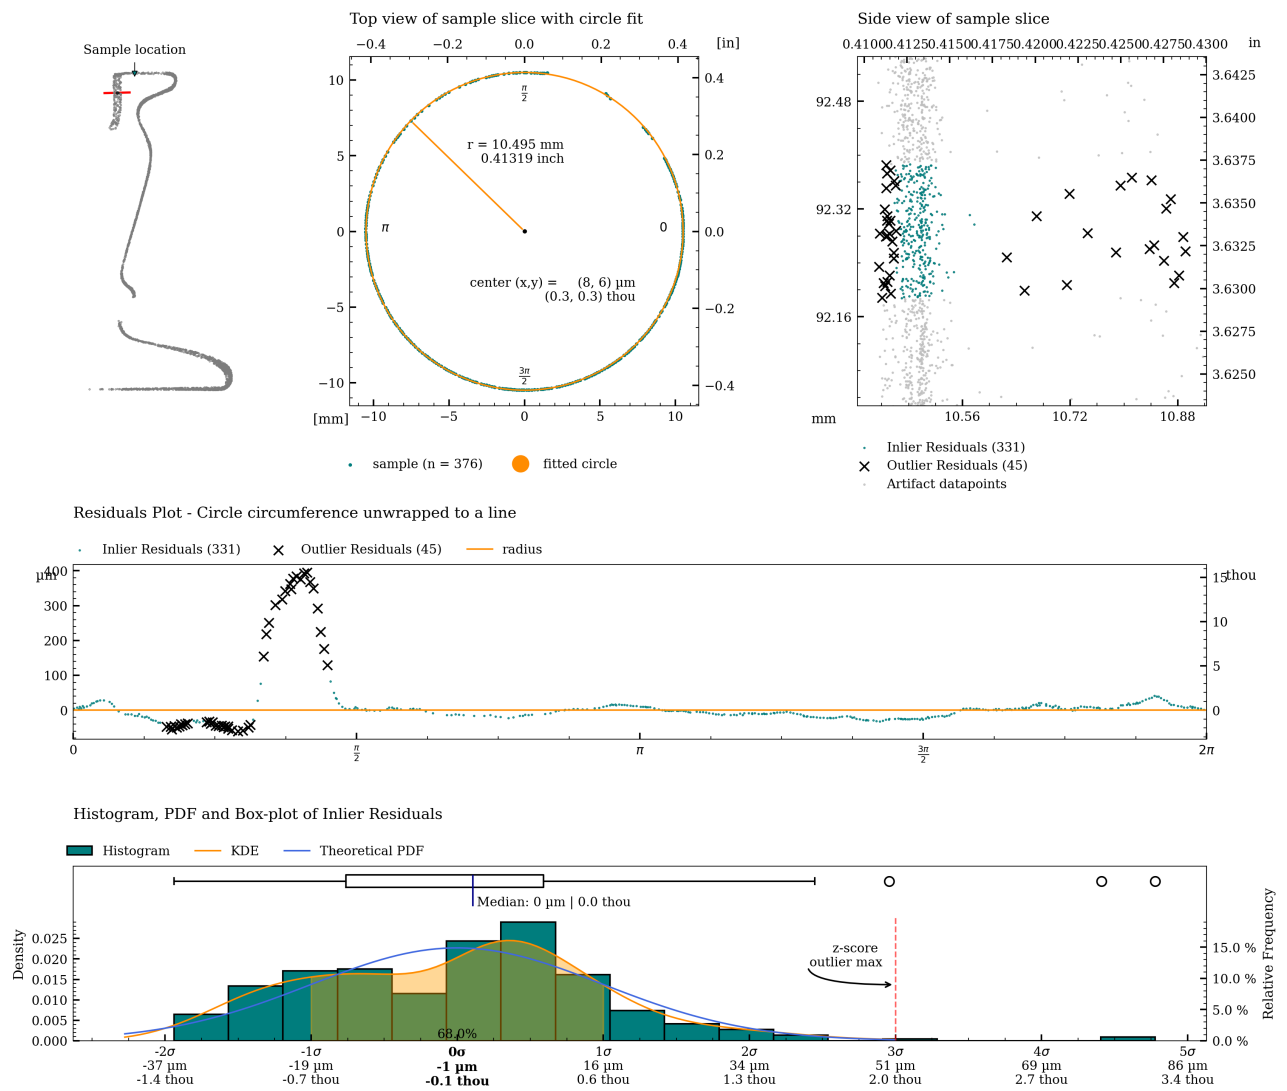 Top view of sample slice with circle fit
Side view of sample slice
Sample location
−0.4 −0.2 0.0 0.2 0.4 [in]
0.41000 0.41125 0.41250 0.41500 0.41750 0.42000 0.42250 0.42500 0.42750 0.4300 in
10
5
0
−5
−10
0.4
0.2
0.0
−0.2
−0.4
π/2
r = 10.495 mm
0.41319 inch
π
0
center (x,y) = (8, 6) µm
(0.3, 0.3) thou
3π/2
[mm] −10 −5 0 5 10
92.48
92.32
92.16
3.6425
3.6400
3.6375
3.6350
3.6325
3.6300
3.6275
3.6250
mm 10.56 10.72 10.88
sample (n = 376) fitted circle
Inlier Residuals (331)
Outlier Residuals (45)
Artifact datapoints
Residuals Plot - Circle circumference unwrapped to a line
Inlier Residuals (331) Outlier Residuals (45) radius
µm
400
300
200
100
0
15 thou
10
5
0
0 π/2 π 3π/2 2π
Histogram, PDF and Box-plot of Inlier Residuals
Histogram KDE Theoretical PDF
Median: 0 µm | 0.0 thou
Density
0.025
0.020
0.015
0.010
0.005
0.000
z-score
outlier max
15.0 %
10.0 %
5.0 %
0.0 %
Relative Frequency
68.0%
-2σ -1σ 0σ 1σ 2σ 3σ 4σ 5σ
-37 µm -19 µm -1 µm 16 µm 34 µm 51 µm 69 µm 86 µm
-1.4 thou -0.7 thou -0.1 thou 0.6 thou 1.3 thou 2.0 thou 2.7 thou 3.4 thou